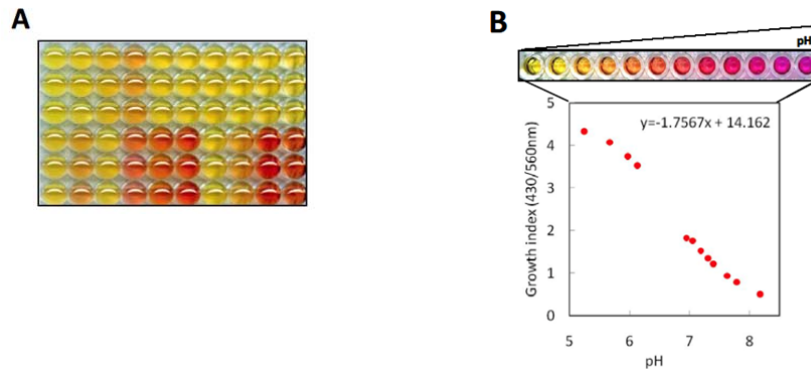 A
B
pH
y=-1.7567x + 14.162
Growth index (430/560nm)
5
4
3
2
1
0
5 6 7 8
pH